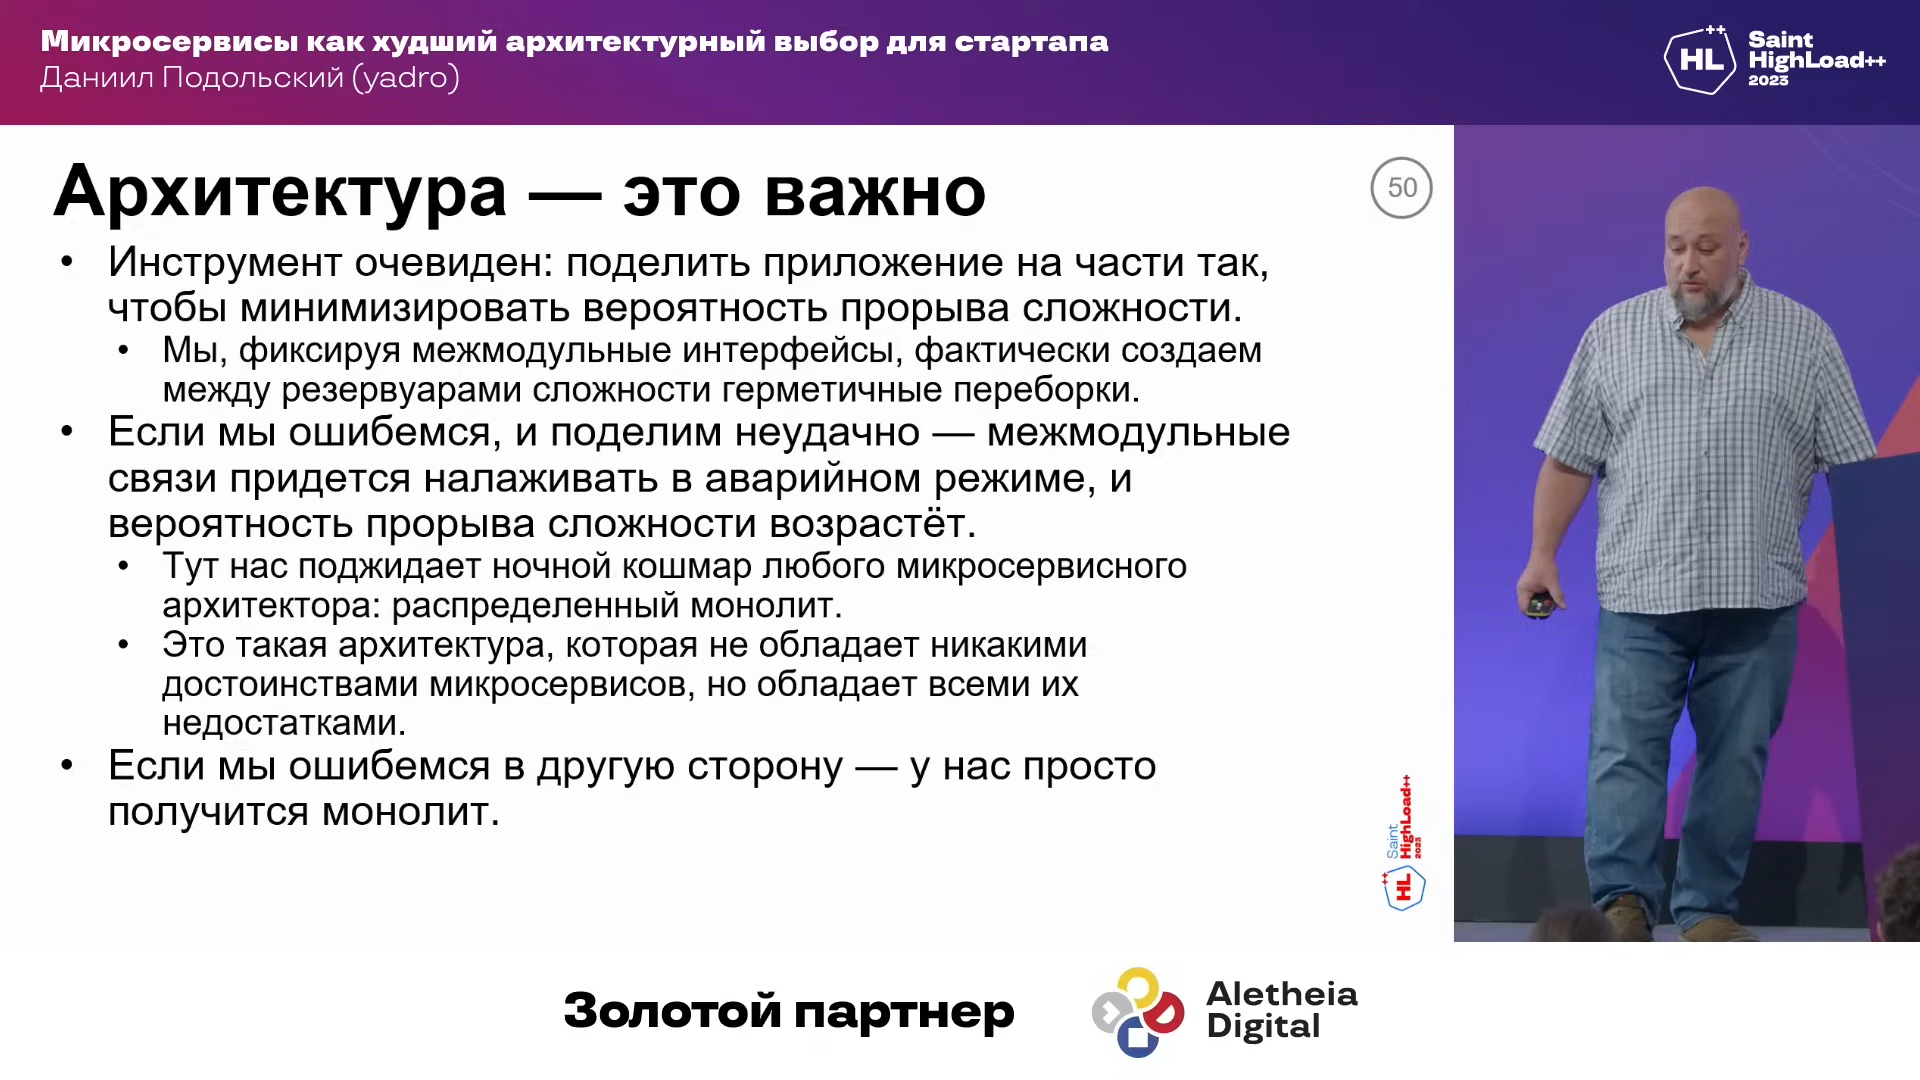 Микросервисы как худший архитектурный выбор для стартапа
Даниил Подольский (yadro)
++
HL
Saint
HighLoad++
2023
Архитектура — это важно
50
• Инструмент очевиден: поделить приложение на части так,
чтобы минимизировать вероятность прорыва сложности.
• Мы, фиксируя межмодульные интерфейсы, фактически создаем
между резервуарами сложности герметичные переборки.
• Если мы ошибемся, и поделим неудачно — межмодульные
связи придется налаживать в аварийном режиме, и
вероятность прорыва сложности возрастёт.
• Тут нас поджидает ночной кошмар любого микросервисного
архитектора: распределенный монолит.
• Это такая архитектура, которая не обладает никакими
достоинствами микросервисов, но обладает всеми их
недостатками.
• Если мы ошибемся в другую сторону — у нас просто
получится монолит.
++
HL
Saint
HighLoad++
2023
Золотой партнер
Aletheia
Digital